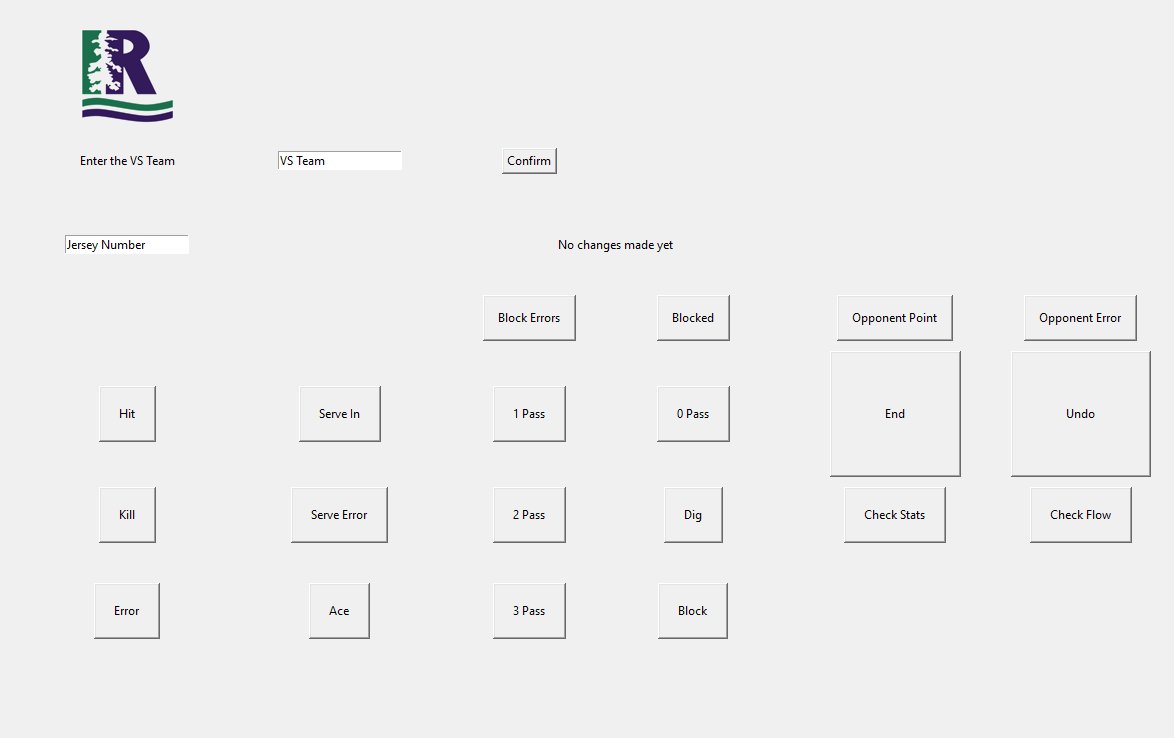 R
Enter the VS Team
VS Team
Confirm
Jersey Number
No changes made yet
Block Errors
Blocked
Opponent Point
Opponent Error
Hit
Serve In
1 Pass
0 Pass
End
Undo
Kill
Serve Error
2 Pass
Dig
Check Stats
Check Flow
Error
Ace
3 Pass
Block